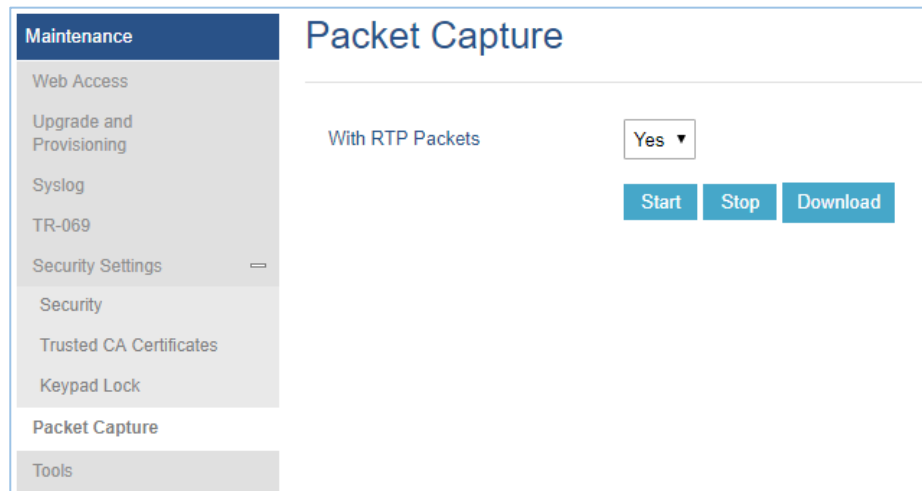 Maintenance
Web Access
Upgrade and
Provisioning
Syslog
TR-069
Security Settings
Security
Trusted CA Certificates
Keypad Lock
Packet Capture
Tools
Packet Capture
With RTP Packets
Yes
Start Stop Download